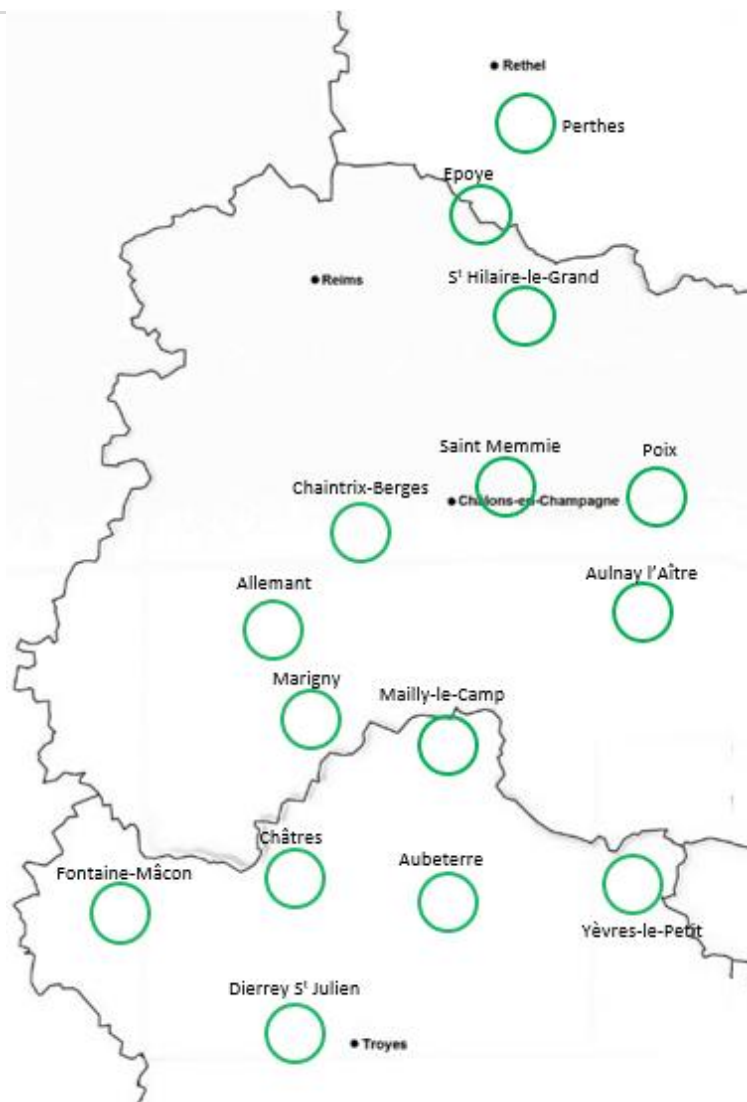 Rethel
Perthes
Epoye
Reims
Sᵗ Hilaire-le-Grand
Saint Memmie
Poix
Chaintrix-Berges
Chalons-en-Champagne
Aulnay l’Aître
Allemant
Marigny
Mailly-le-Camp
Châtres
Aubeterre
Fontaine-Mâcon
Yèvres-le-Petit
Dierrey Sᵗ Julien
Troyes